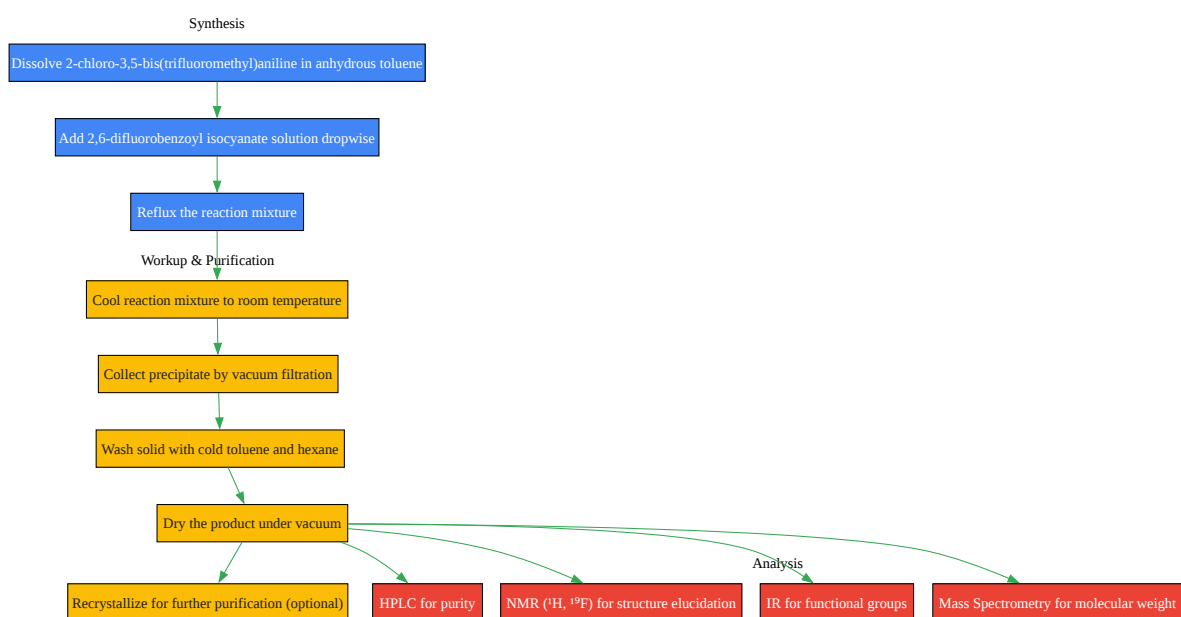 Synthesis
Dissolve 2-chloro-3,5-bis(trifluoromethyl)aniline in anhydrous toluene
Add 2,6-difluorobenzoyl isocyanate solution dropwise
Reflux the reaction mixture
Workup & Purification
Cool reaction mixture to room temperature
Collect precipitate by vacuum filtration
Wash solid with cold toluene and hexane
Dry the product under vacuum
Analysis
Recrystallize for further purification (optional)
HPLC for purity
NMR (¹H, ¹⁹F) for structure elucidation
IR for functional groups
Mass Spectrometry for molecular weight